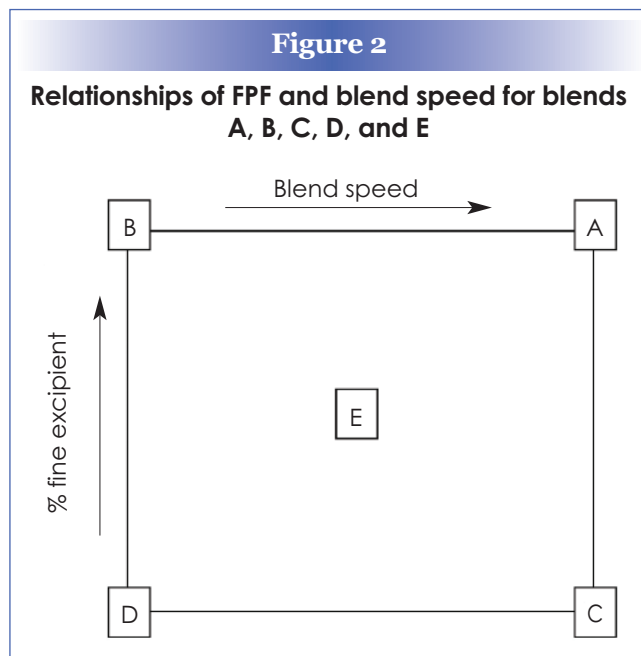 Figure 2
Relationships of FPF and blend speed for blends
A, B, C, D, and E
Blend speed
B
A
% fine excipient
E
D
C